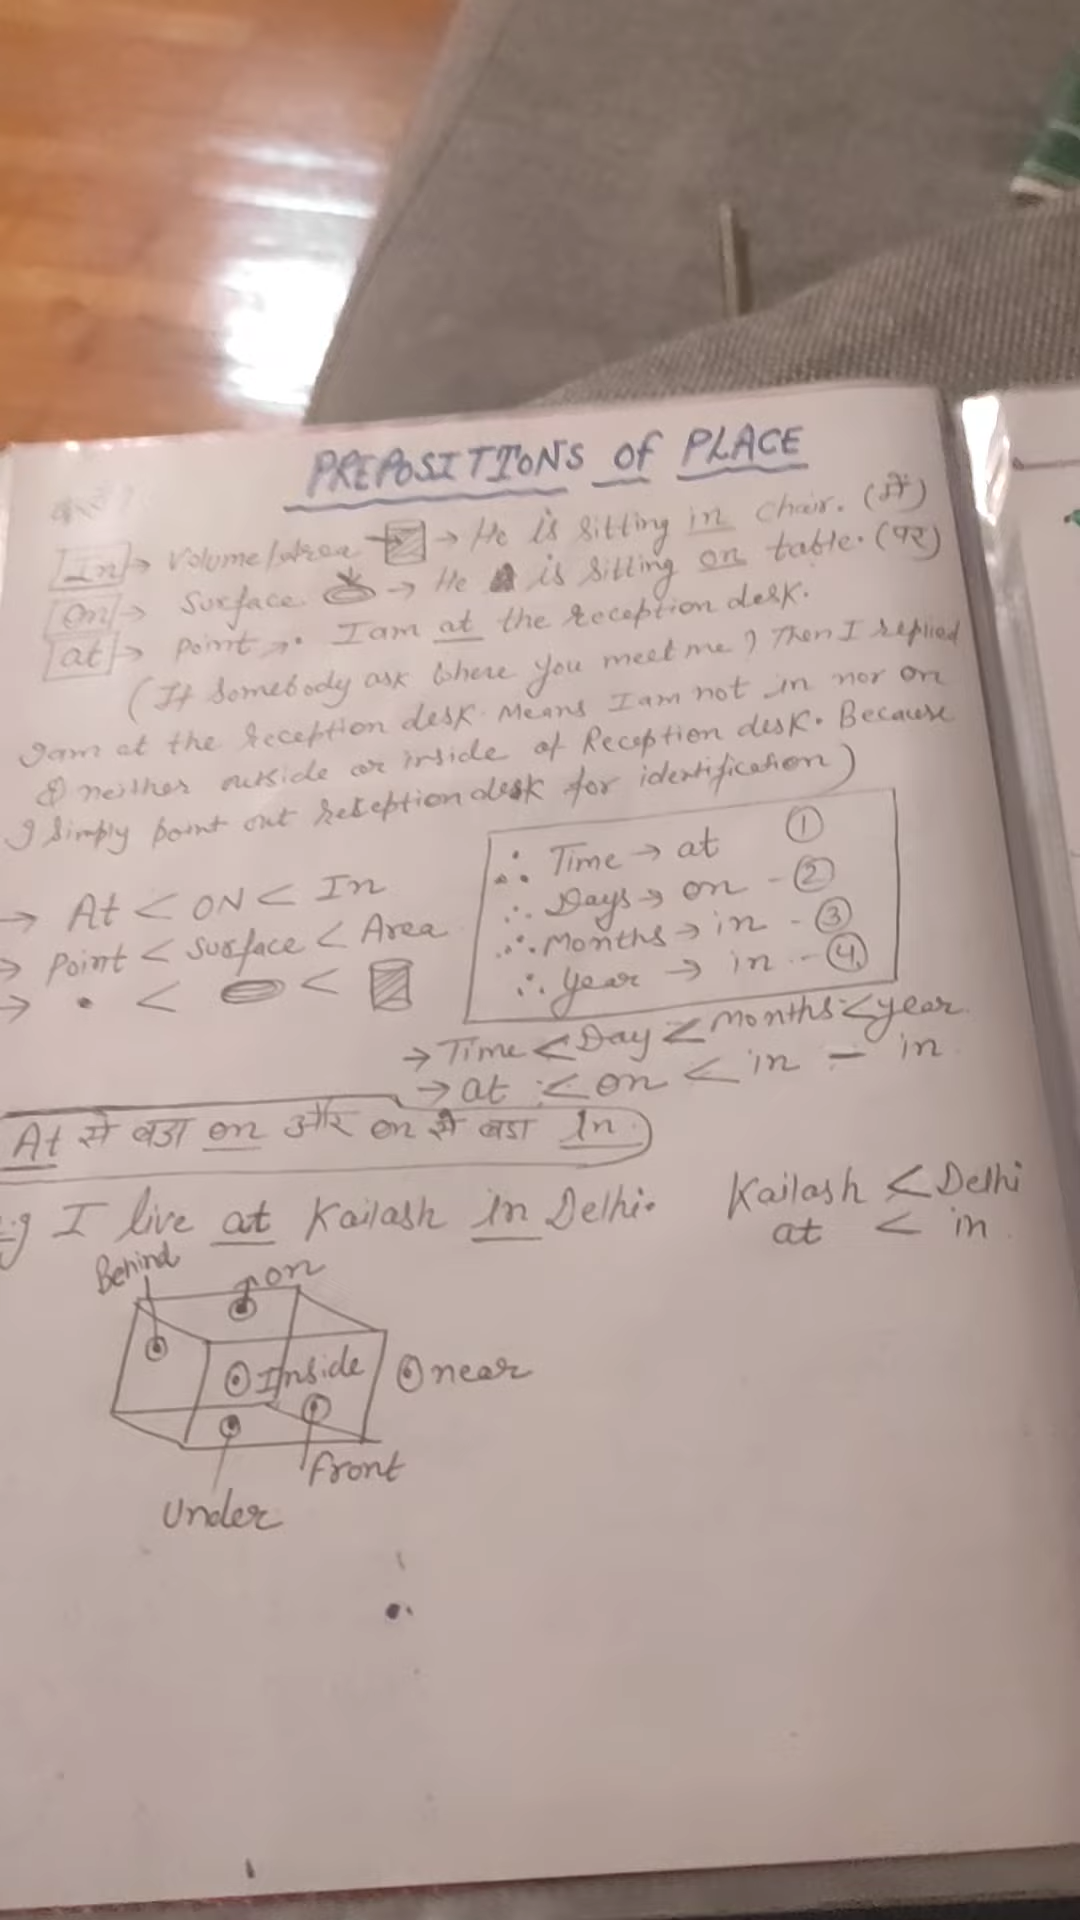 PREPOSITIONS OF PLACE
In → Volume/Area → He is sitting in chair. (में)
on → Surface → He is sitting on table. (पर)
at → Point → • I am at the reception desk.
(If somebody ask where you meet me? Then I replied
I am at the reception desk. Means I am not in nor on
I neither outside or inside of Reception desk. Because
I simply point out reception desk for identification)
→ At < ON < In
→ Point < Surface < Area
→ • < <
∴ Time → at ①
∴ Days → on - ②
∴ Months → in - ③
∴ Year → in - ④
→ Time < Day < Months < year
→ at < on < in – in
At से बडा on और on से बडा In
E.g I live at Kailash in Delhi.
Kailash < Delhi
at < in
Behind
on
Inside
near
Front
Under